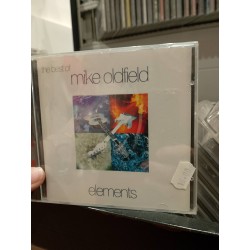 the best of
mike oldfield
elements